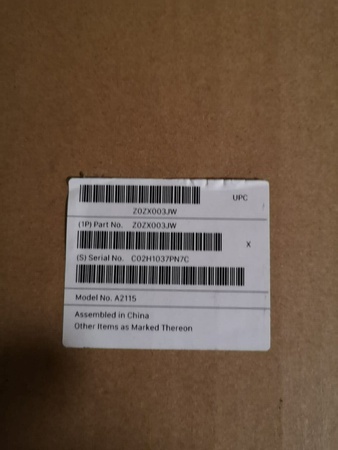 UPC
Z0ZX003JW
(1P) Part No. Z0ZX003JW
X
(S) Serial No. C02H1037PN7C
Model No. A2115
Assembled in China
Other Items as Marked Thereon